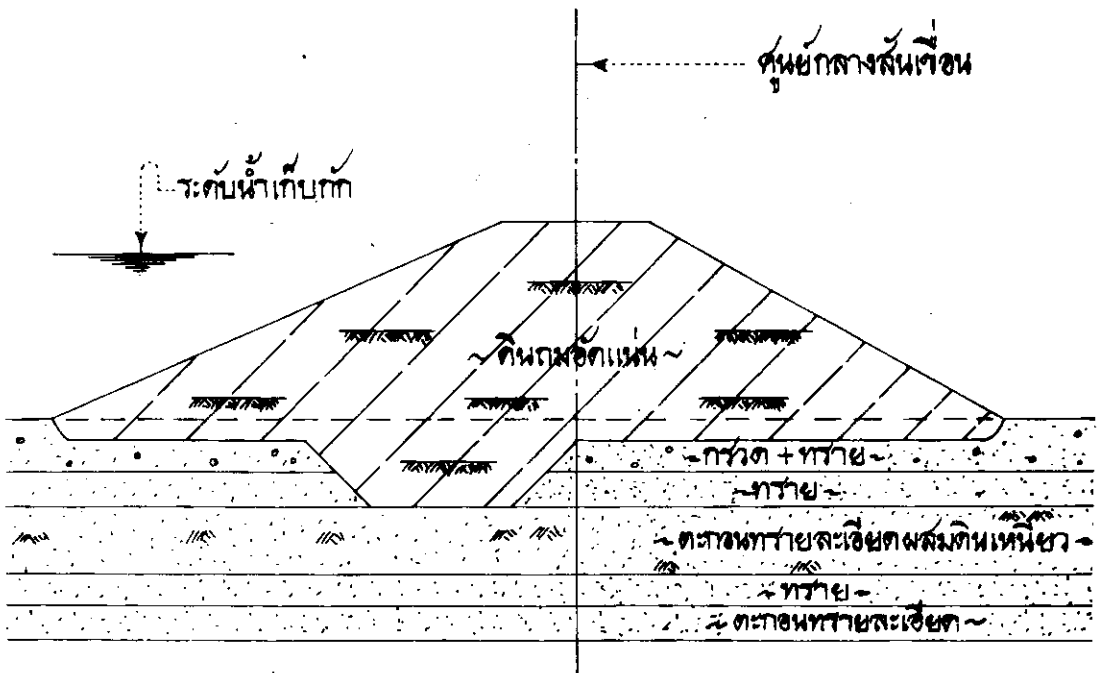 ศูนย์กลางสันเขื่อน
ระดับน้ำเก็บกัก
~ ดินถมอัดแน่น ~
~กรวด + ทราย~
~ทราย~
~ตะกอนทรายละเอียดผสมดินเหนียว~
~ทราย~
~ตะกอนทรายละเอียด~